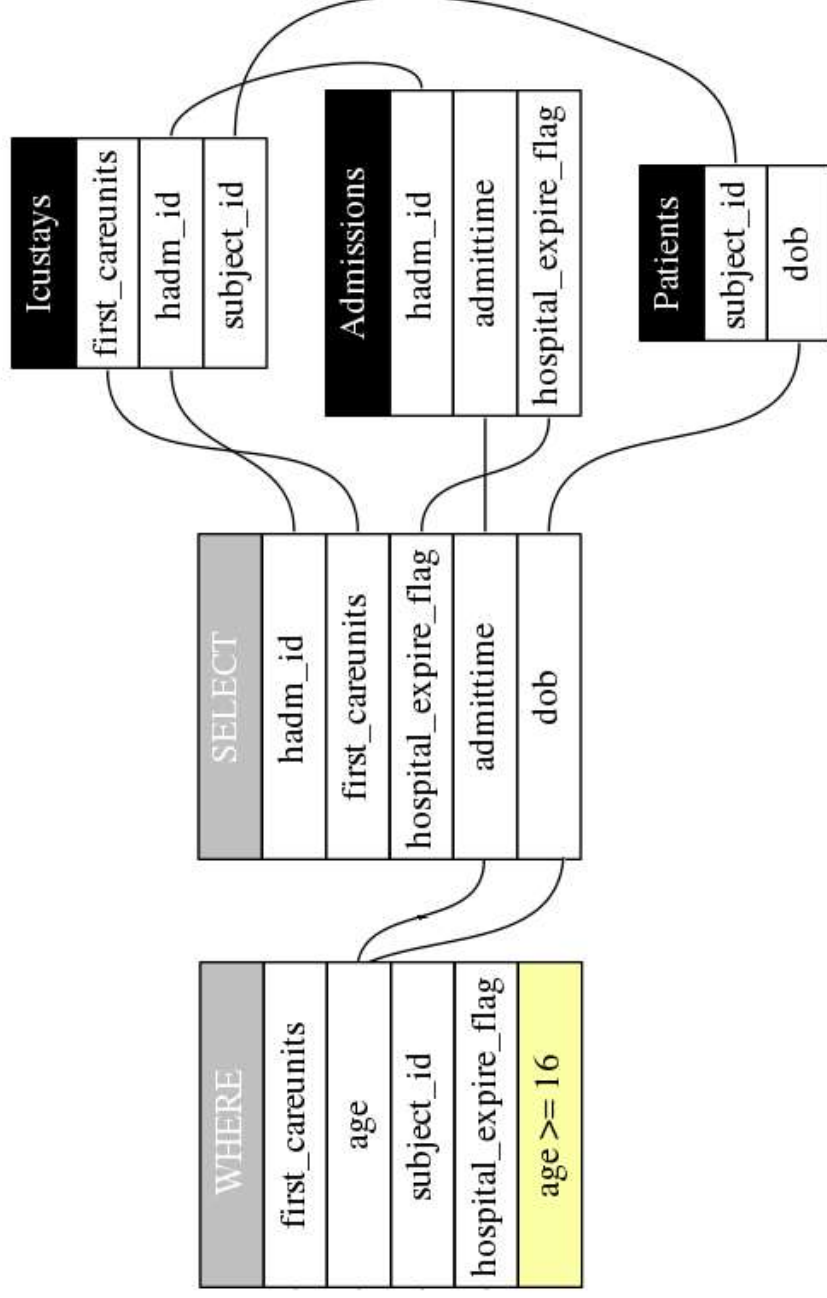 WHERE
first_careunits
age
subject_id
hospital_expire_flag
age >= 16
SELECT
hadm_id
first_careunits
hospital_expire_flag
admittime
dob
Icustays
first_careunits
hadm_id
subject_id
Admissions
hadm_id
admittime
hospital_expire_flag
Patients
subject_id
dob